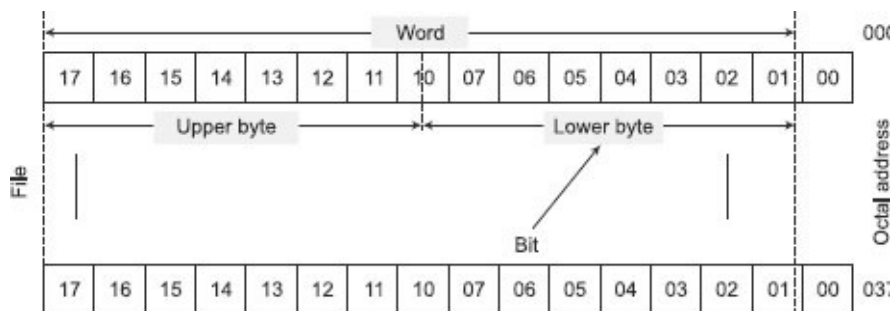 Word 000
17 16 15 14 13 12 11 10 07 06 05 04 03 02 01 00
Upper byte Lower byte
File
Octal address
Bit
17 16 15 14 13 12 11 10 07 06 05 04 03 02 01 00 037